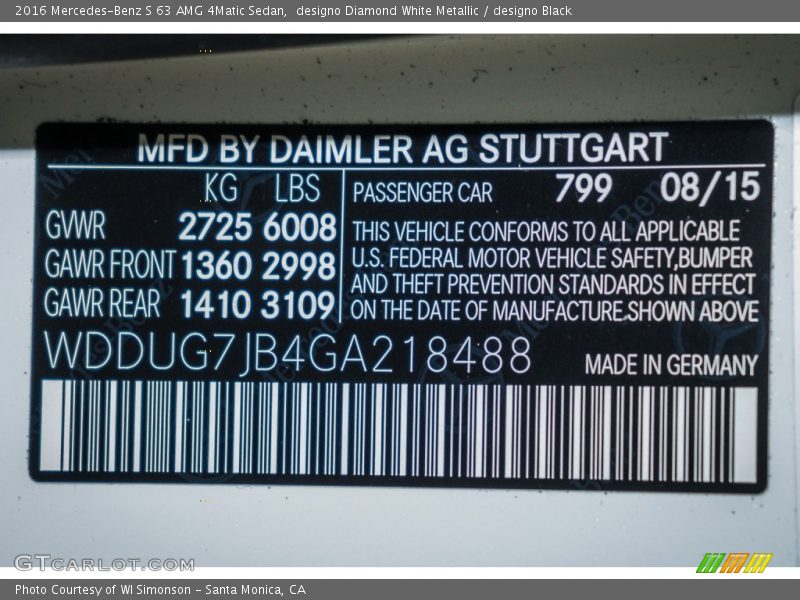 2016 Mercedes-Benz S 63 AMG 4Matic Sedan,  designo Diamond White Metallic / designo Black
MFD BY DAIMLER AG STUTTGART
KG LBS PASSENGER CAR 799 08/15
GVWR 2725 6008
GAWR FRONT 1360 2998
GAWR REAR 1410 3109
THIS VEHICLE CONFORMS TO ALL APPLICABLE
U.S. FEDERAL MOTOR VEHICLE SAFETY,BUMPER
AND THEFT PREVENTION STANDARDS IN EFFECT
ON THE DATE OF MANUFACTURE.SHOWN ABOVE
WDDUG7JB4GA218488
MADE IN GERMANY
GTCARLOT.COM
Photo Courtesy of WI Simonson - Santa Monica, CA